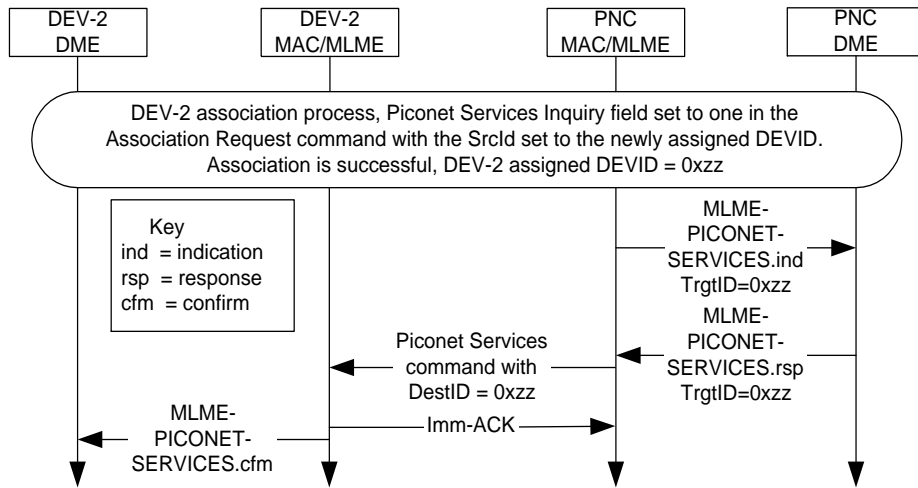 DEV-2
DME
DEV-2
MAC/MLME
PNC
MAC/MLME
PNC
DME
DEV-2 association process, Piconet Services Inquiry field set to one in the
Association Request command with the SrcId set to the newly assigned DEVID.
Association is successful, DEV-2 assigned DEVID = 0xzz
Key
ind = indication
rsp = response
cfm = confirm
MLME-
PICONET-
SERVICES.ind
TrgtID=0xzz
MLME-
PICONET-
SERVICES.rsp
TrgtID=0xzz
Piconet Services
command with
DestID = 0xzz
Imm-ACK
MLME-
PICONET-
SERVICES.cfm